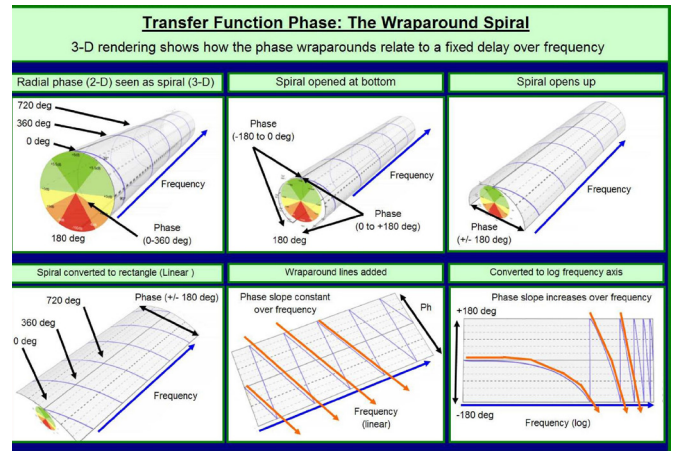 Transfer Function Phase: The Wraparound Spiral
3-D rendering shows how the phase wraparounds relate to a fixed delay over frequency
Radial phase (2-D) seen as spiral (3-D)
720 deg
360 deg
0 deg
Frequency
Phase
(0-360 deg)
180 deg
Spiral opened at bottom
Phase
(-180 to 0 deg)
Frequency
Phase
(0 to +180 deg)
180 deg
Spiral opens up
Frequency
Phase
(+/- 180 deg)
Spiral converted to rectangle (Linear )
720 deg
Phase (+/- 180 deg)
360 deg
0 deg
Frequency
Wraparound lines added
Phase slope constant
over frequency
Ph
Frequency
(linear)
Converted to log frequency axis
Phase slope increases over frequency
+180 deg
-180 deg
Frequency (log)